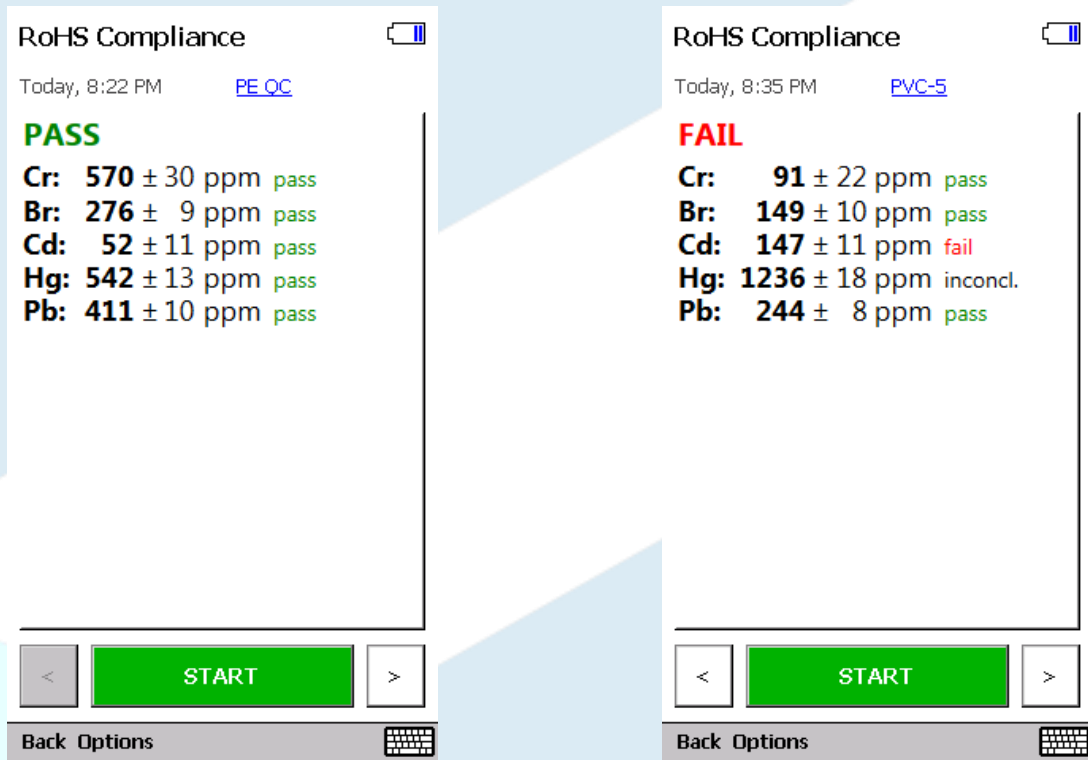 RoHS Compliance
Today, 8:22 PM PE QC
PASS
Cr: 570 ± 30 ppm pass
Br: 276 ± 9 ppm pass
Cd: 52 ± 11 ppm pass
Hg: 542 ± 13 ppm pass
Pb: 411 ± 10 ppm pass
< START >
Back Options
RoHS Compliance
Today, 8:35 PM PVC-5
FAIL
Cr: 91 ± 22 ppm pass
Br: 149 ± 10 ppm pass
Cd: 147 ± 11 ppm fail
Hg: 1236 ± 18 ppm inconcl.
Pb: 244 ± 8 ppm pass
< START >
Back Options